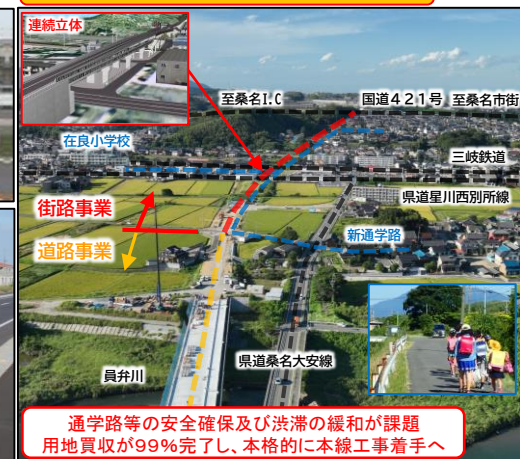 連続立体
至桑名I.C
国道421号 至桑名市街
在良小学校
三岐鉄道
県道星川西別所線
街路事業
道路事業
新通学路
員弁川
県道桑名大安線
通学路等の安全確保及び渋滞の緩和が課題
用地買収が99%完了し、本格的に本線工事着手へ